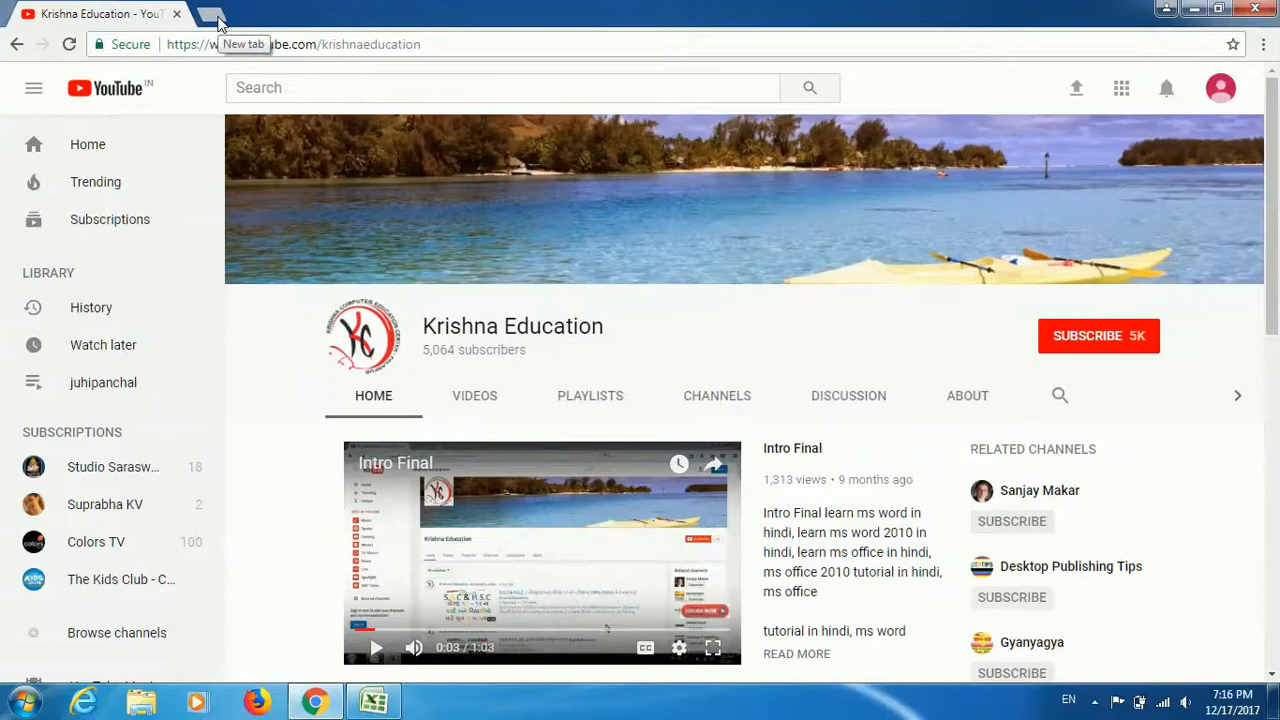 Krishna Education - YouT
Secure
https://w
New tab
be.com/krishnaeducation
YouTube IN
Search
Home
Trending
Subscriptions
LIBRARY
History
Watch later
juhipanchal
SUBSCRIPTIONS
Studio Sarasw... 18
Suprabha KV 2
Colors TV 100
The Kids Club - C...
Browse channels
Krishna Education
5,064 subscribers
SUBSCRIBE 5K
HOME VIDEOS PLAYLISTS CHANNELS DISCUSSION ABOUT
Intro Final
Krishna Education
0:03 / 1:03
Intro Final
1,313 views • 9 months ago
Intro Final learn ms word in
hindi,learn ms word 2010 in
hindi,learn ms office in hindi,
ms office 2010 tutorial in hindi,
ms office
tutorial in hindi, ms word
READ MORE
RELATED CHANNELS
Sanjay Makar
SUBSCRIBE
Desktop Publishing Tips
SUBSCRIBE
Gyanyagya
SUBSCRIBE
EN
7:16 PM
12/17/2017